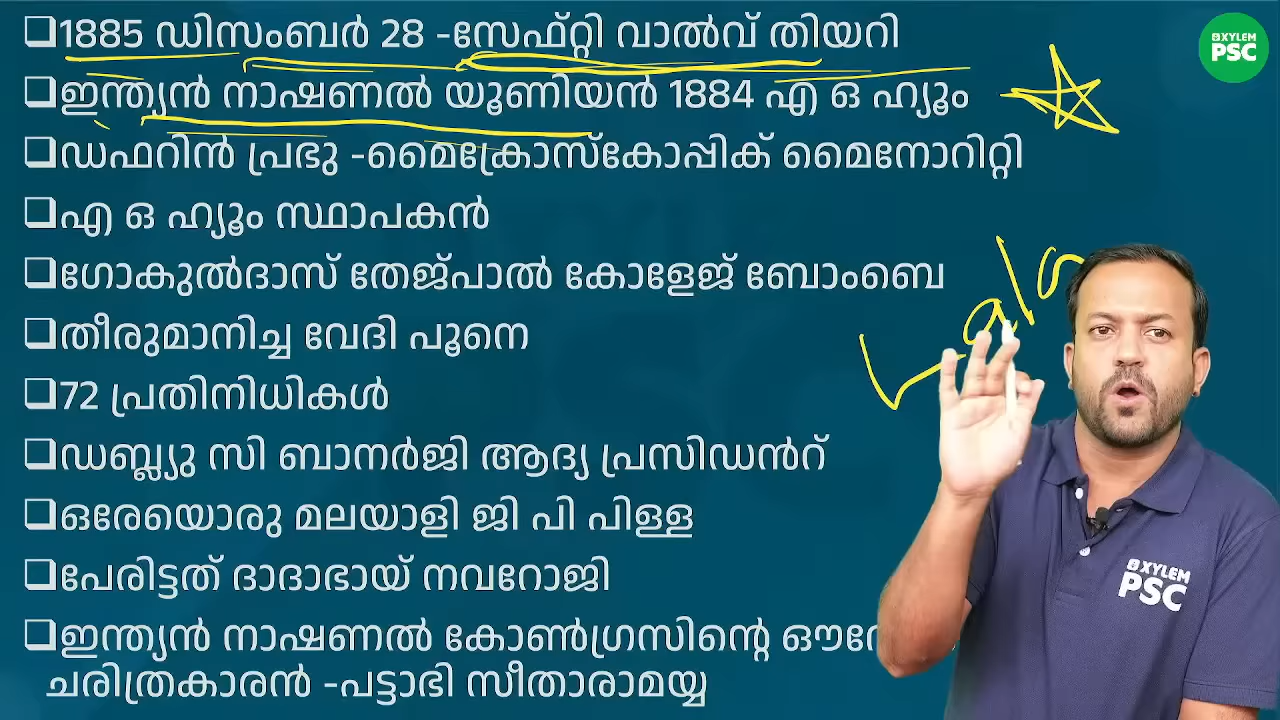 1885 ഡിസംബർ 28 -സേഫ്റ്റി വാൽവ് തിയറി
ഇന്ത്യൻ നാഷണൽ യൂണിയൻ 1884 എ ഒ ഹ്യൂം
ഡഫറിൻ പ്രഭു -മൈക്രോസ്കോപ്പിക് മൈനോറിറ്റി
എ ഒ ഹ്യൂം സ്ഥാപകൻ
ഗോകുൽദാസ് തേജ്പാൽ കോളേജ് ബോംബെ
തീരുമാനിച്ച വേദി പൂനെ
72 പ്രതിനിധികൾ
ഡബ്ല്യു സി ബാനർജി ആദ്യ പ്രസിഡൻറ്
ഒരേയൊരു മലയാളി ജി പി പിള്ള
പേരിട്ടത് ദാദാഭായ് നവറോജി
ഇന്ത്യൻ നാഷണൽ കോൺഗ്രസിന്റെ
ചരിത്രകാരൻ -പട്ടാഭി സീതാരാമയ്യ
XYLEM
PSC
XYLEM
PSC